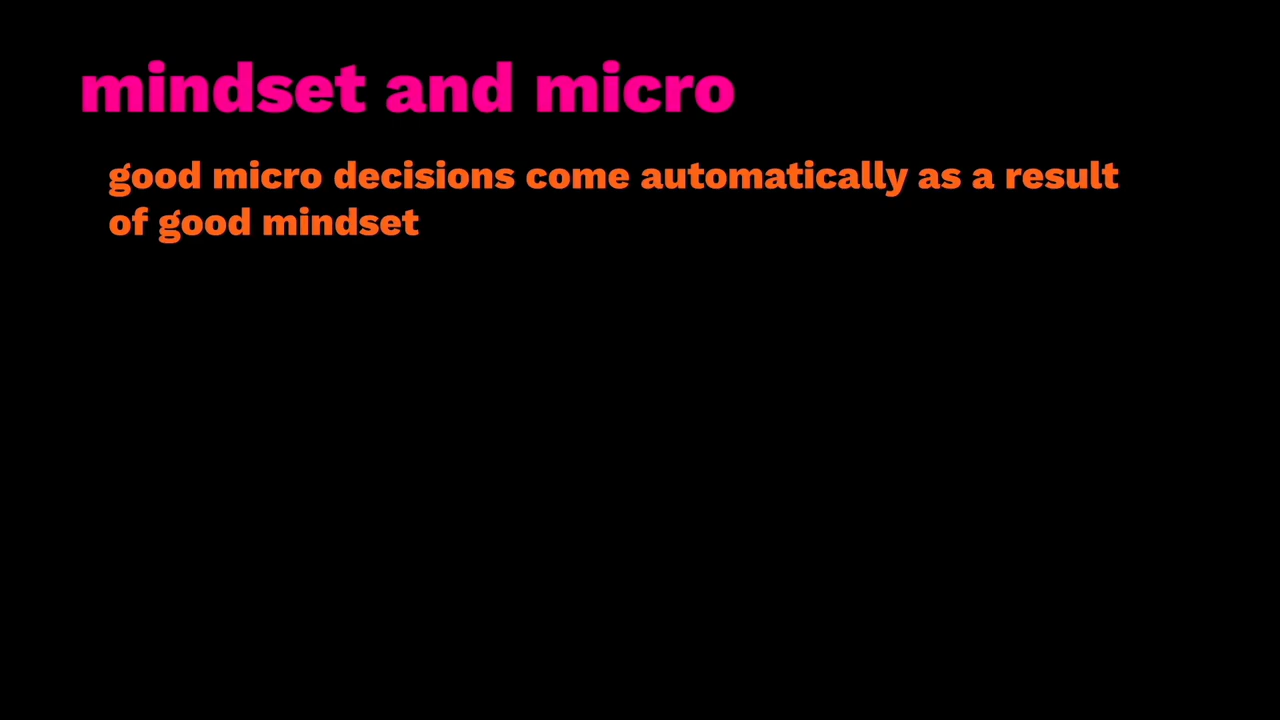 mindset and micro
good micro decisions come automatically as a result
of good mindset